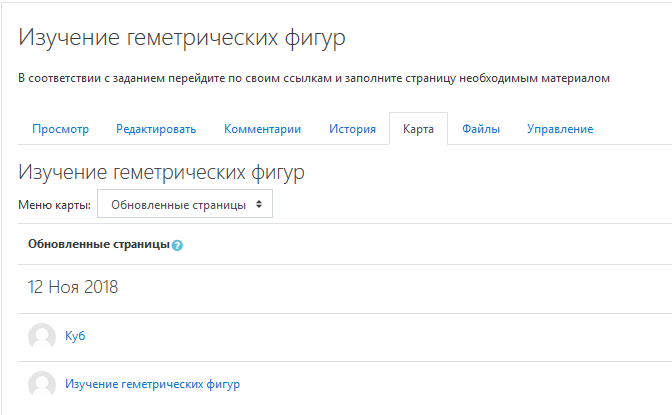 Изучение геметрических фигур
В соответствии с заданием перейдите по своим ссылкам и заполните страницу необходимым материалом
Просмотр Редактировать Комментарии История Карта Файлы Управление
Изучение геметрических фигур
Меню карты: Обновленные страницы
Обновленные страницы ?
12 Ноя 2018
Куб
Изучение геметрических фигур